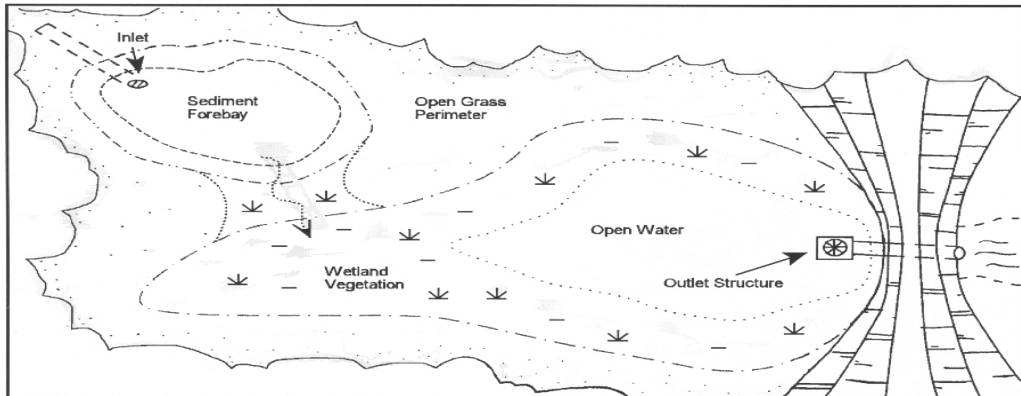 Inlet
Sediment
Forebay
Open Grass
Perimeter
Open Water
Wetland
Vegetation
Outlet Structure